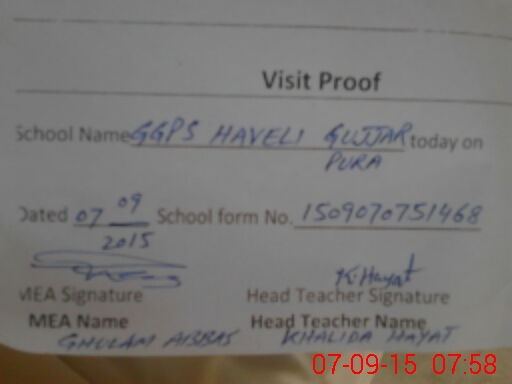 Visit Proof
School Name GGPS HAVELI GUJJAR today on
PURA
Dated 07 09 School form No. 1509070751468
2015
K.Hayat
MEA Signature Head Teacher Signature
MEA Name Head Teacher Name
GHULAM ABBAS KHALIDA HAYAT
07-09-15 07:58